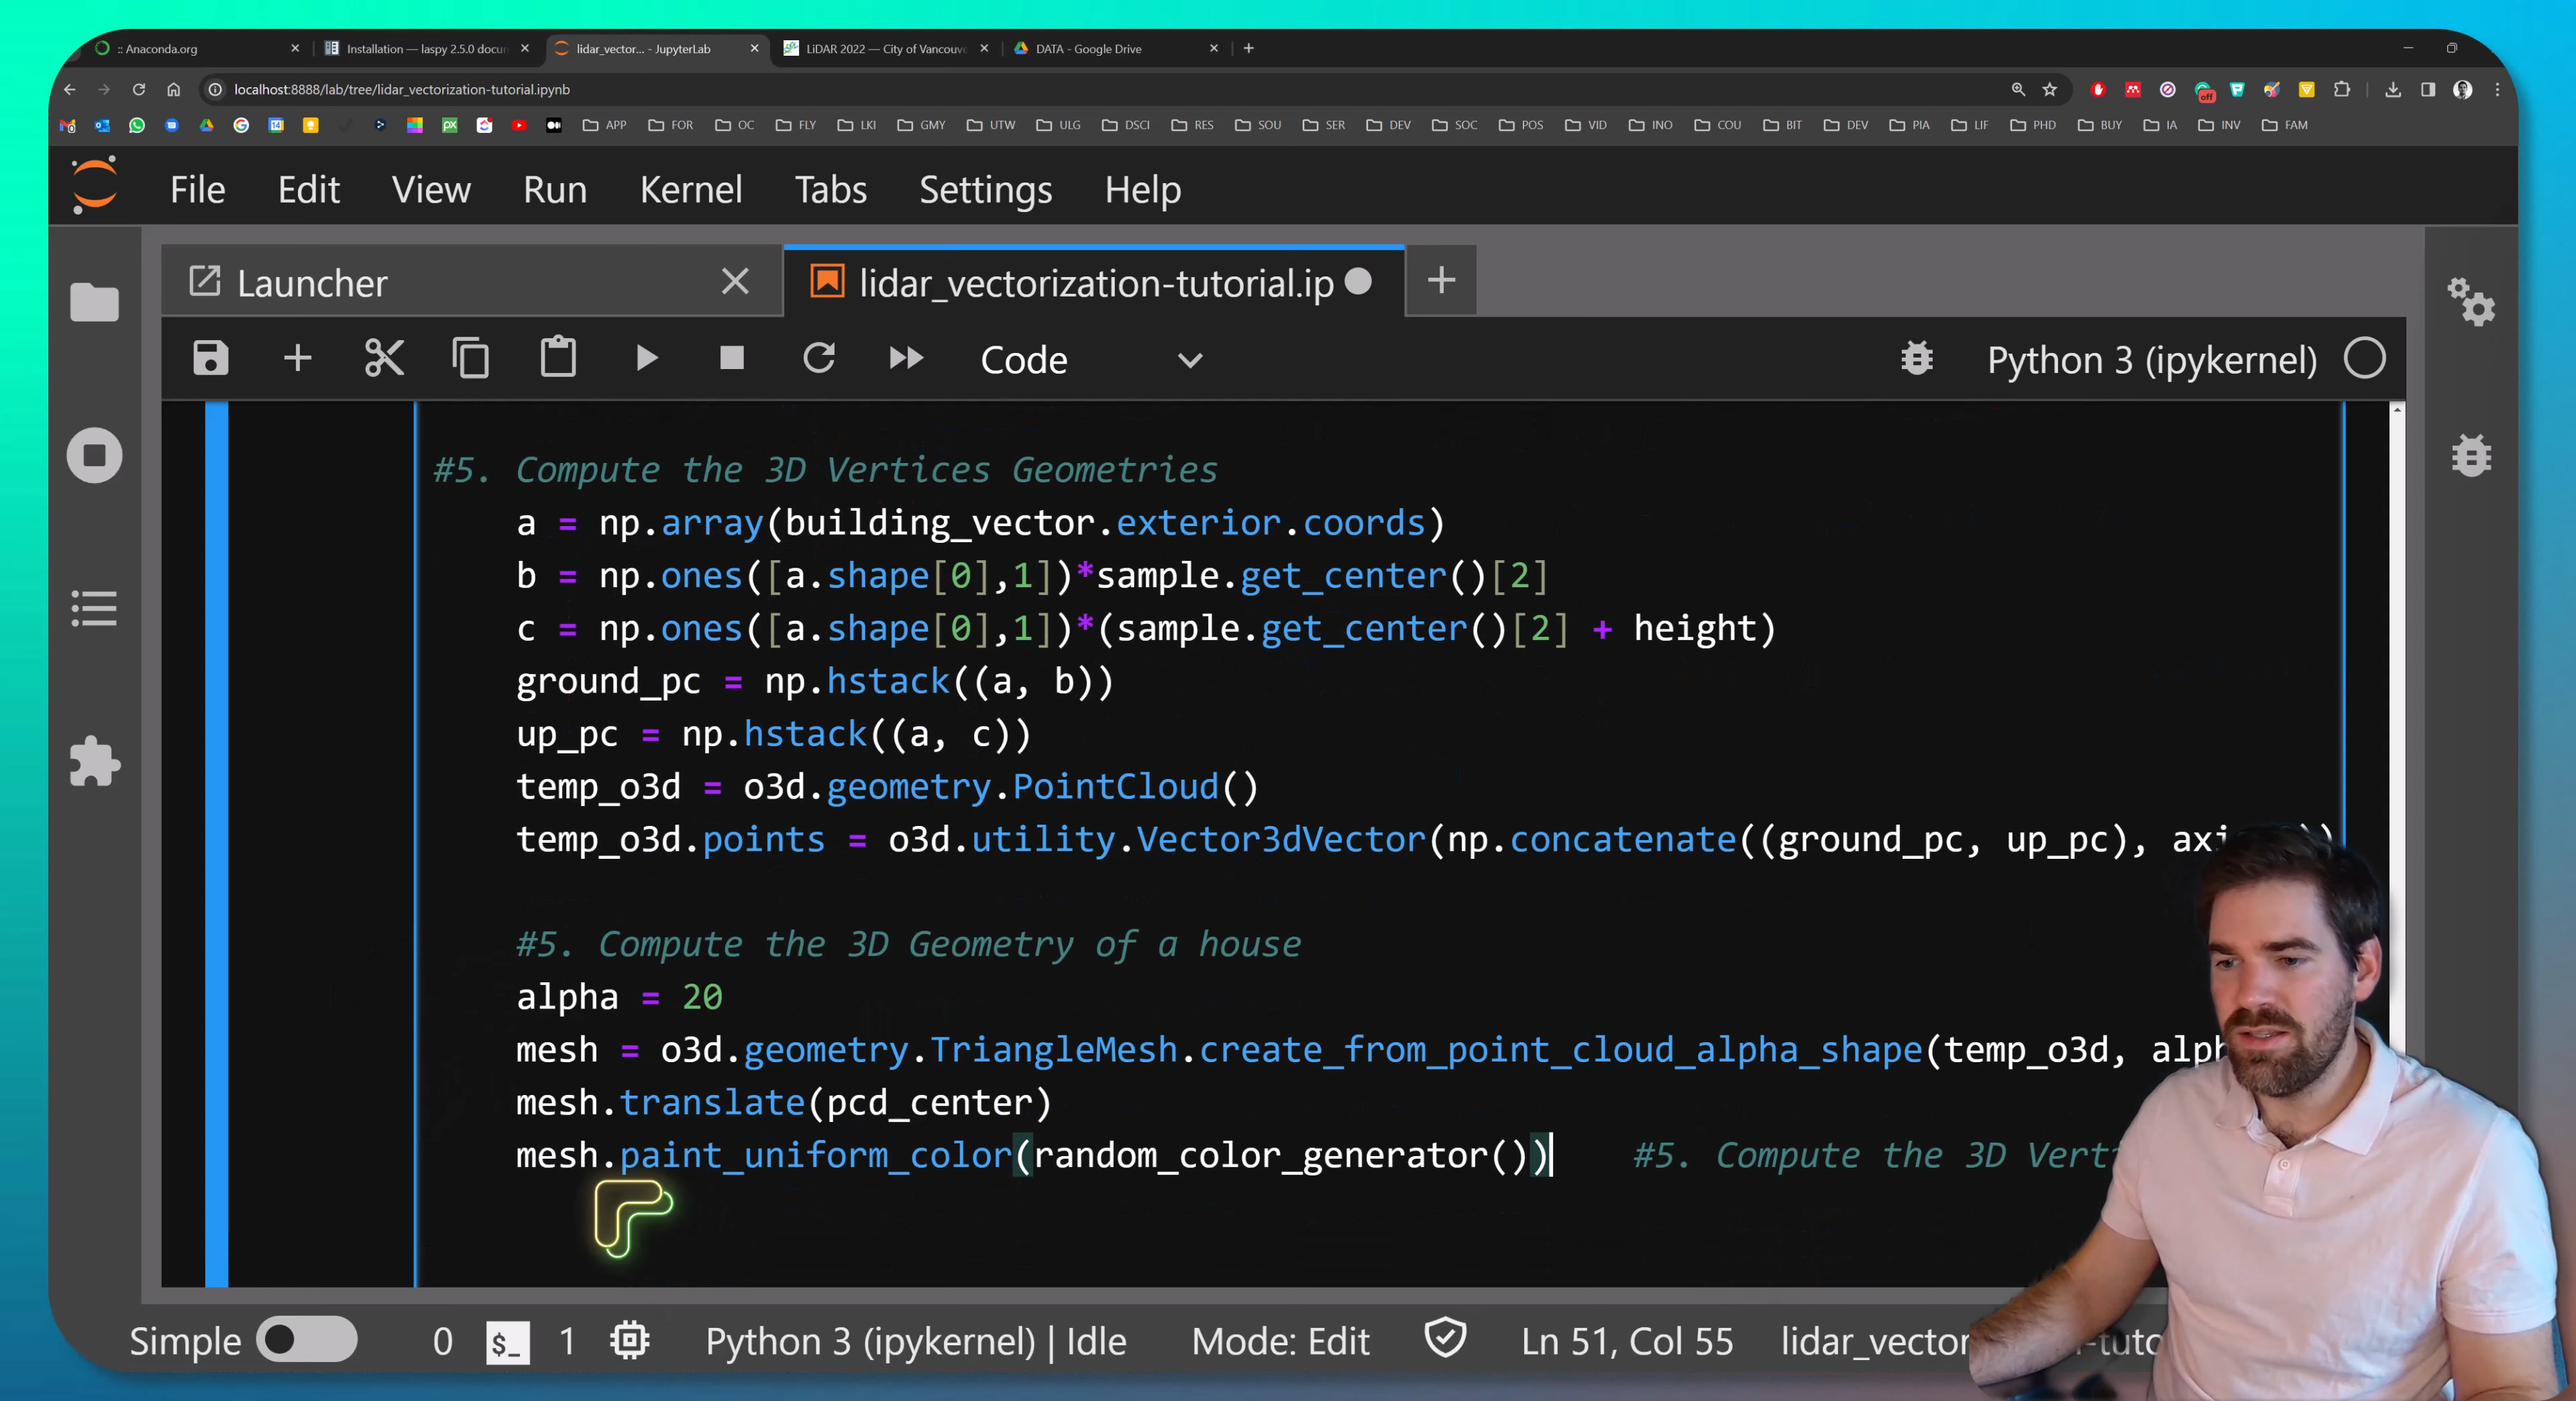 :: Anaconda.org
Installation — laspy 2.5.0 docun
lidar_vector... - JupyterLab
LiDAR 2022 — City of Vancouv
DATA - Google Drive
localhost:8888/lab/tree/lidar_vectorization-tutorial.ipynb
off
14
APP FOR OC FLY LKI GMY UTW ULG DSCI RES SOU SER DEV SOC POS VID INO COU BIT DEV PIA LIF PHD BUY IA INV FAM
File Edit View Run Kernel Tabs Settings Help
Launcher
lidar_vectorization-tutorial.ip
Code
Python 3 (ipykernel)
#5. Compute the 3D Vertices Geometries
a = np.array(building_vector.exterior.coords)
b = np.ones([a.shape[0],1])*sample.get_center()[2]
c = np.ones([a.shape[0],1])*(sample.get_center()[2] + height)
ground_pc = np.hstack((a, b))
up_pc = np.hstack((a, c))
temp_o3d = o3d.geometry.PointCloud()
temp_o3d.points = o3d.utility.Vector3dVector(np.concatenate((ground_pc, up_pc), axi
#5. Compute the 3D Geometry of a house
alpha = 20
mesh = o3d.geometry.TriangleMesh.create_from_point_cloud_alpha_shape(temp_o3d, alp
mesh.translate(pcd_center)
mesh.paint_uniform_color(random_color_generator()) #5. Compute the 3D Vert
Simple 0 $_ 1 Python 3 (ipykernel) | Idle Mode: Edit Ln 51, Col 55 lidar_vector -tuto